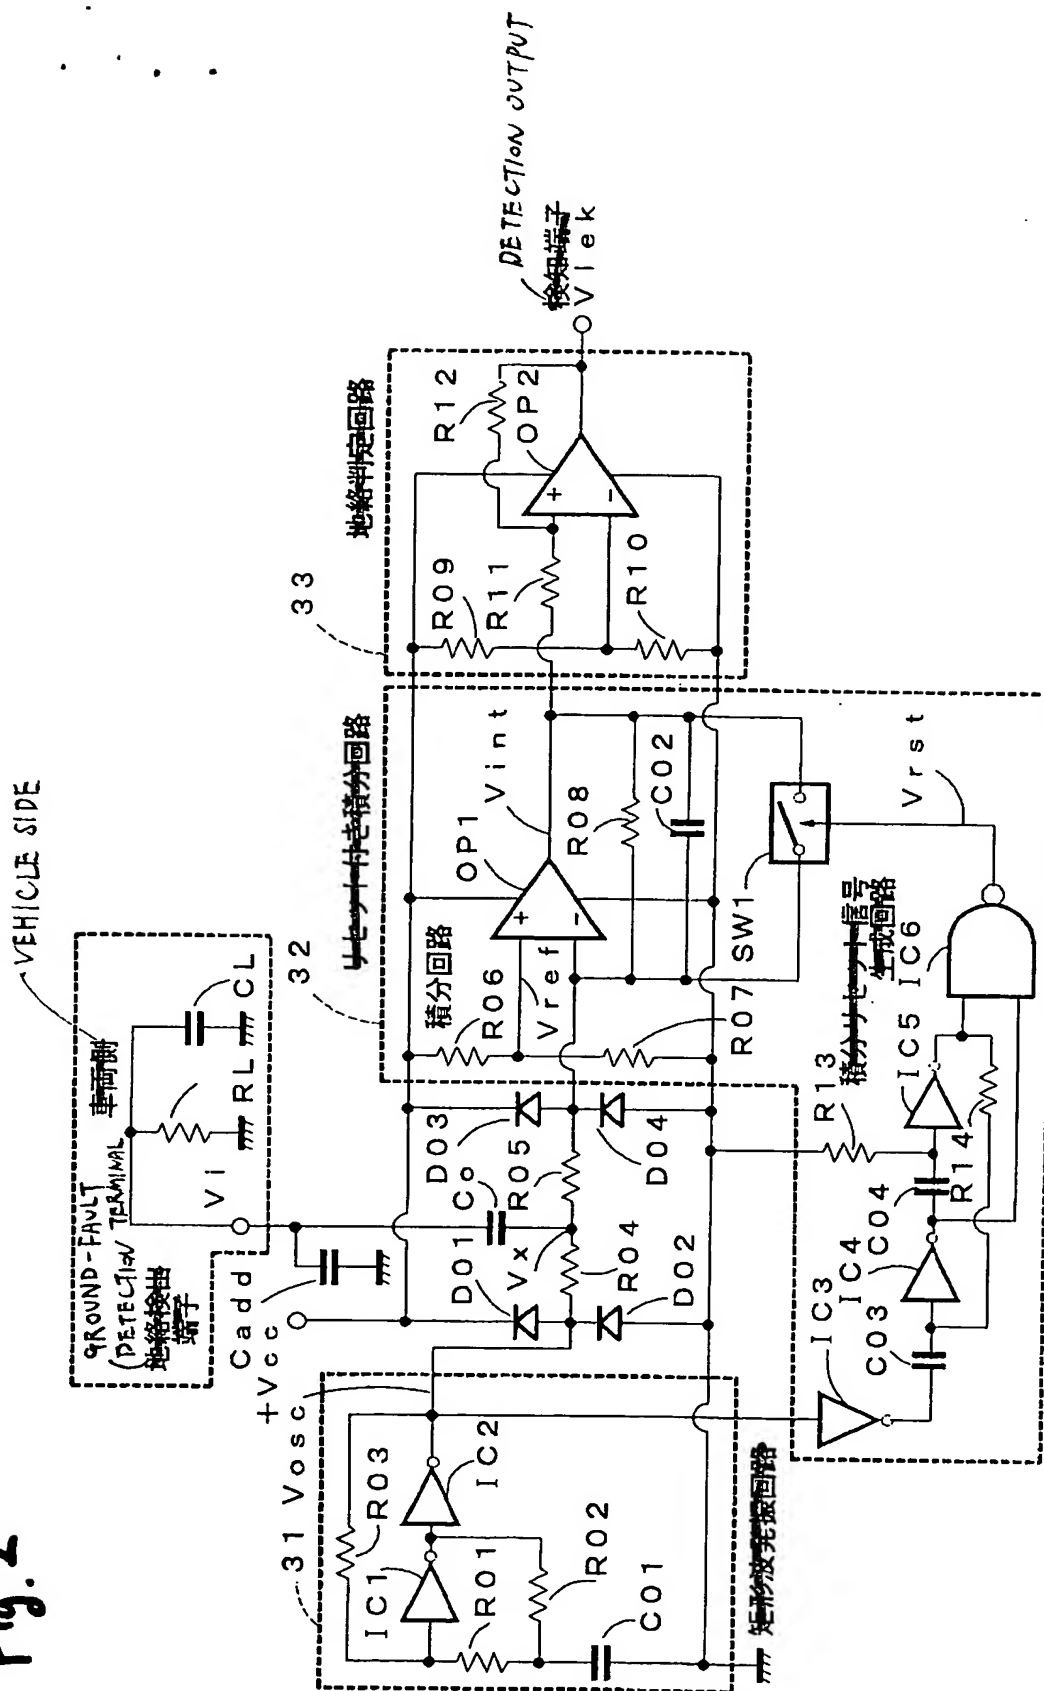 Fig. 2
VEHICLE SIDE
車両側
GROUND-FAULT
(DETECTION TERMINAL
地絡検出
端子
Vi
RL
CL
Cadd
+Vcc
31
Vosc
R03
IC1
IC2
R01
R02
C01
矩形波発振回路
D01
Co
Vx
R04
D02
D03
R05
D04
32
リセット付き積分回路
積分回路
R06
Vref
R07
OP1
Vint
R08
C02
SW1
Vrst
積分リセット信号
生成回路
IC3
C03
IC4
C04
R13
IC5
R14
IC6
33
地絡判定回路
R09
R11
R10
R12
OP2
DETECTION OUTPUT
検知端子
Vlek